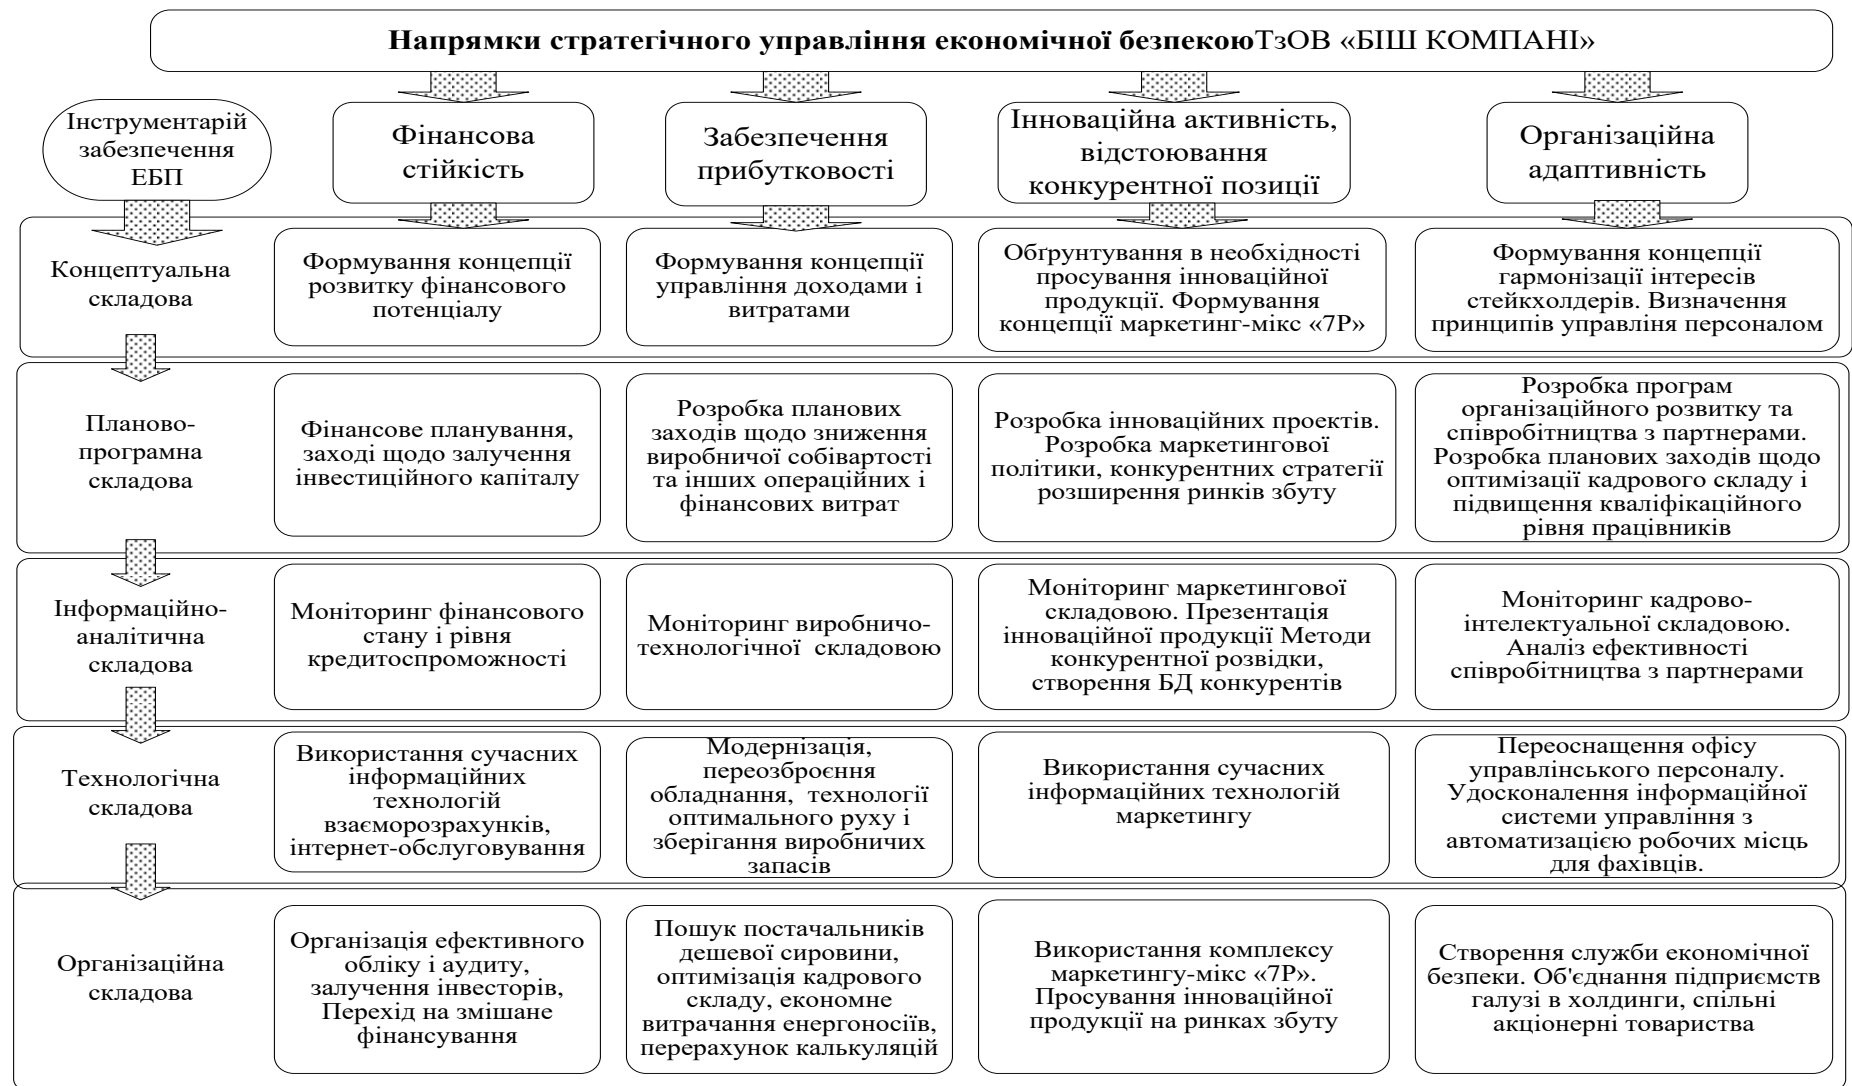 Напрямки стратегічного управління економічної безпекоюТзОВ «БІШ КОМПАНІ»
Інструментарій
забезпечення
ЕБП
Фінансова
стійкість
Забезпечення
прибутковості
Інноваційна активність,
відстоювання
конкурентної позиції
Організаційна
адаптивність
Концептуальна
складова
Формування концепції
розвитку фінансового
потенціалу
Формування концепції
управління доходами і
витратами
Обґрунтування в необхідності
просування інноваційної
продукції. Формування
концепції маркетинг-мікс «7Р»
Формування концепції
гармонізації інтересів
стейкхолдерів. Визначення
принципів управліня персоналом
Планово-
програмна
складова
Фінансове планування,
заході щодо залучення
інвестиційного капіталу
Розробка планових
заходів щодо зниження
виробничої собівартості
та інших операційних і
фінансових витрат
Розробка інноваційних проектів.
Розробка маркетингової
політики, конкурентних стратегії
розширення ринків збуту
Розробка програм
організаційного розвитку та
співробітництва з партнерами.
Розробка планових заходів щодо
оптимізації кадрового складу і
підвищення кваліфікаційного
рівня працівників
Інформаційно-
аналітична
складова
Моніторинг фінансового
стану і рівня
кредитоспроможності
Моніторинг виробничо-
технологічної складовою
Моніторинг маркетингової
складовою. Презентація
інноваційної продукції Методи
конкурентної розвідки,
створення БД конкурентів
Моніторинг кадрово-
інтелектуальної складовою.
Аналіз ефективності
співробітництва з партнерами
Технологічна
складова
Використання сучасних
інформаційних
технологій
взаєморозрахунків,
інтернет-обслуговування
Модернізація,
переозброєння
обладнання, технології
оптимального руху і
зберігання виробничих
запасів
Використання сучасних
інформаційних технологій
маркетингу
Переоснащення офісу
управлінського персоналу.
Удосконалення інформаційної
системи управління з
автоматизацією робочих місць
для фахівців.
Організаційна
складова
Організація ефективного
обліку і аудиту,
залучення інвесторів,
Перехід на змішане
фінансування
Пошук постачальників
дешевої сировини,
оптимізація кадрового
складу, економне
витрачання енергоносіїв,
перерахунок калькуляцій
Використання комплексу
маркетингу-мікс «7Р».
Просування інноваційної
продукції на ринках збуту
Створення служби економічної
безпеки. Об'єднання підприємств
галузі в холдинги, спільні
акціонерні товариства